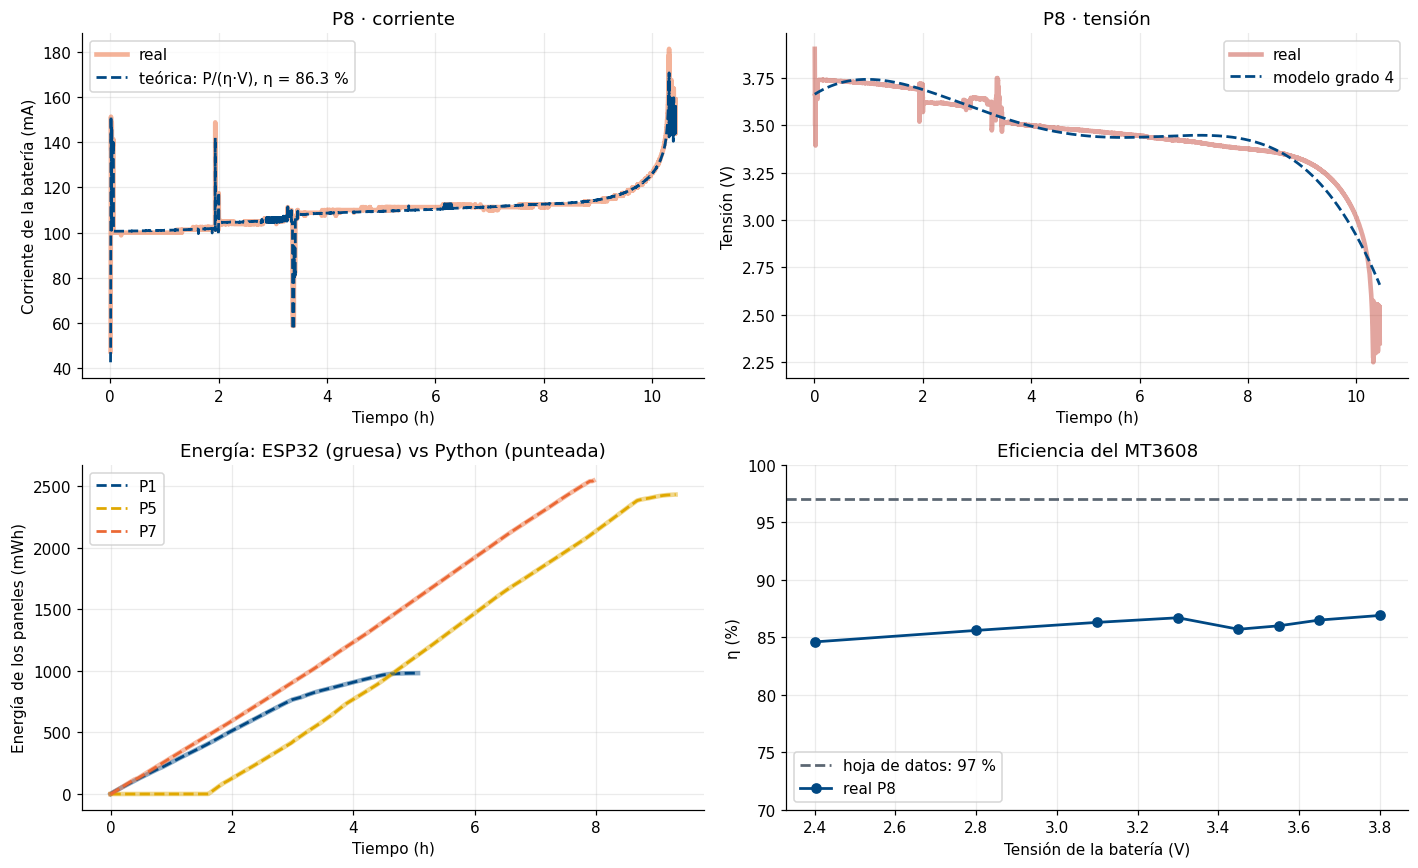 P8 · corriente
180
160
140
120
100
80
60
40
Corriente de la batería (mA)
real
teórica: P/(η·V), η = 86.3 %
0 2 4 6 8 10
Tiempo (h)
P8 · tensión
3.75
3.50
3.25
3.00
2.75
2.50
2.25
Tensión (V)
real
modelo grado 4
0 2 4 6 8 10
Tiempo (h)
Energía: ESP32 (gruesa) vs Python (punteada)
2500
2000
1500
1000
500
0
Energía de los paneles (mWh)
P1
P5
P7
0 2 4 6 8
Tiempo (h)
Eficiencia del MT3608
100
95
90
85
80
75
70
η (%)
hoja de datos: 97 %
real P8
2.4 2.6 2.8 3.0 3.2 3.4 3.6 3.8
Tensión de la batería (V)